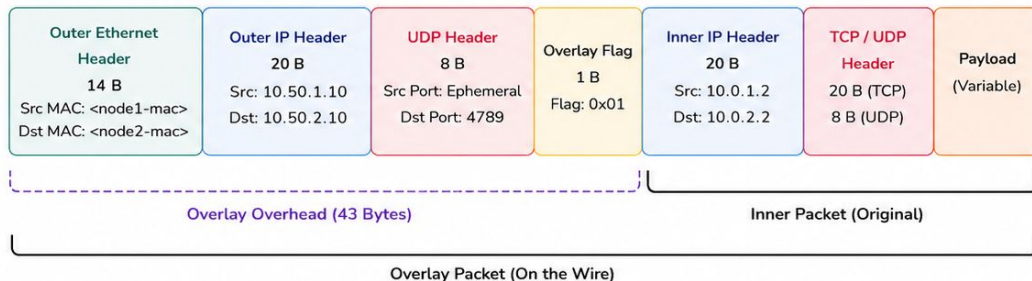 Outer Ethernet
Header
14 B
Src MAC: <node1-mac>
Dst MAC: <node2-mac>
Outer IP Header
20 B
Src: 10.50.1.10
Dst: 10.50.2.10
UDP Header
8 B
Src Port: Ephemeral
Dst Port: 4789
Overlay Flag
1 B
Flag: 0x01
Inner IP Header
20 B
Src: 10.0.1.2
Dst: 10.0.2.2
TCP / UDP
Header
20 B (TCP)
8 B (UDP)
Payload
(Variable)
Overlay Overhead (43 Bytes)
Inner Packet (Original)
Overlay Packet (On the Wire)